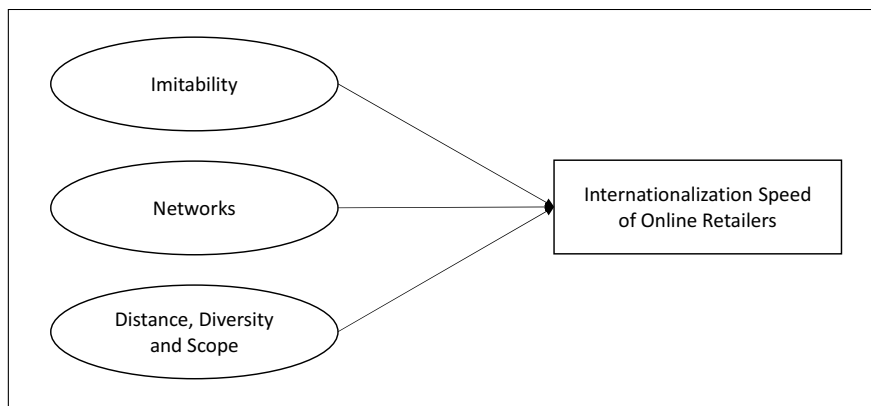 Imitability
Networks
Distance, Diversity
and Scope
Internationalization Speed
of Online Retailers